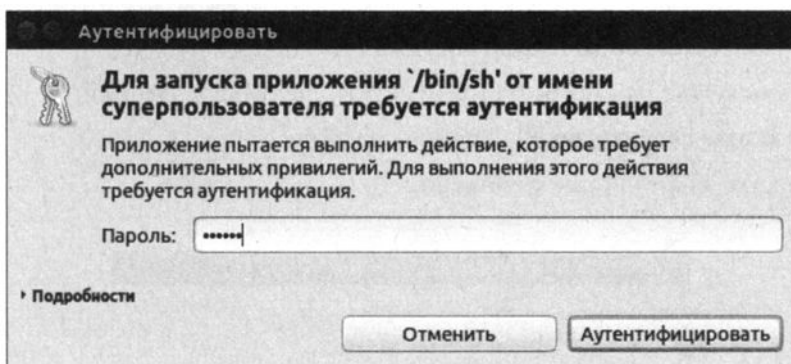 Аутентифицировать
Для запуска приложения `/bin/sh' от имени
суперпользователя требуется аутентификация
Приложение пытается выполнить действие, которое требует
дополнительных привилегий. Для выполнения этого действия
требуется аутентификация.
Пароль: ••••••
Подробности
Отменить Аутентифицировать